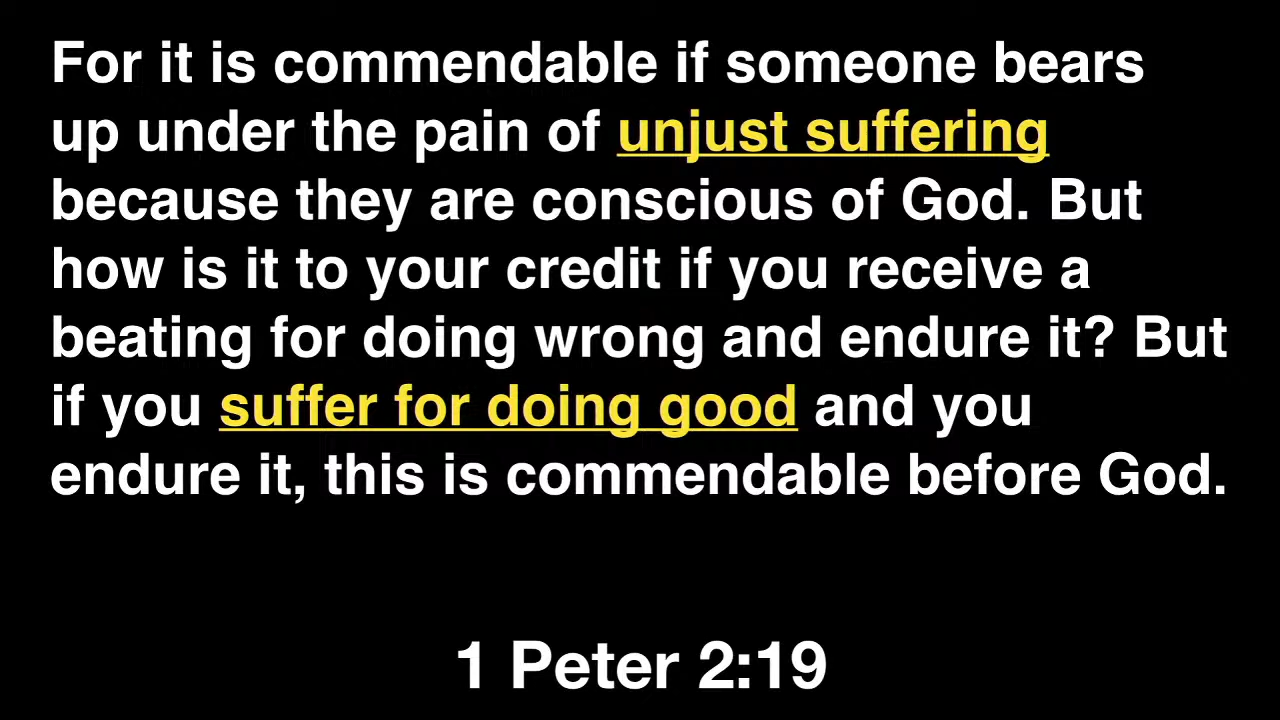 For it is commendable if someone bears
up under the pain of unjust suffering
because they are conscious of God. But
how is it to your credit if you receive a
beating for doing wrong and endure it? But
if you suffer for doing good and you
endure it, this is commendable before God.
1 Peter 2:19